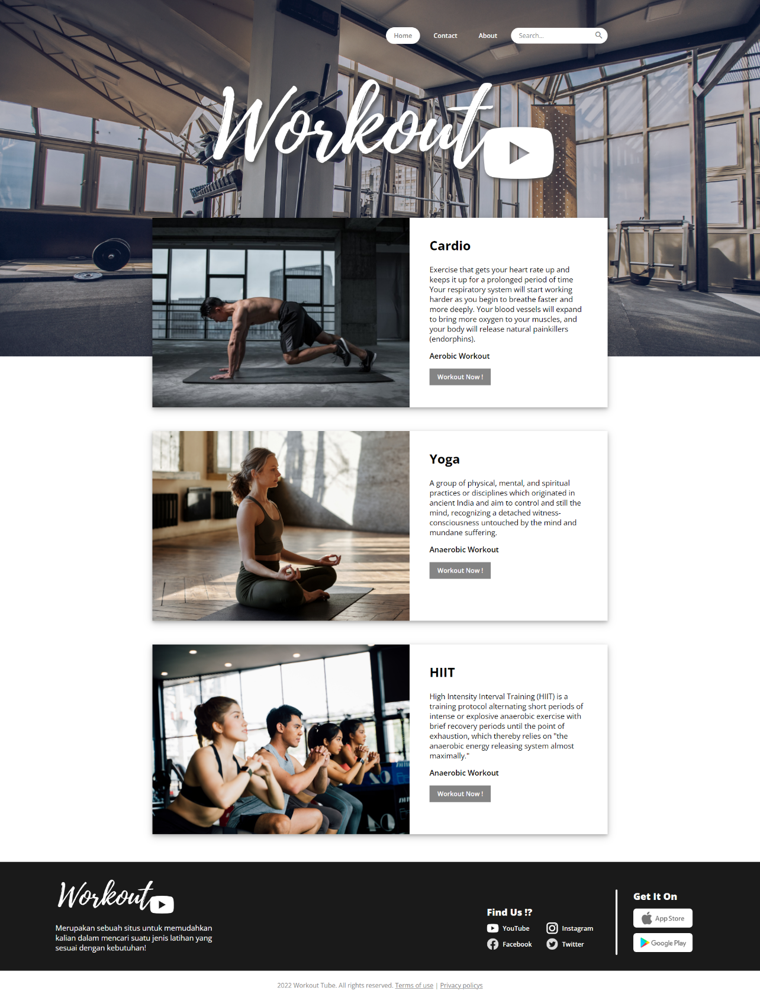 Home
Contact
About
Search...
Workout
Cardio
Exercise that gets your heart rate up and
keeps it up for a prolonged period of time
Your respiratory system will start working
harder as you begin to breathe faster and
more deeply. Your blood vessels will expand
to bring more oxygen to your muscles, and
your body will release natural painkillers
(endorphins).
Aerobic Workout
Workout Now !
Yoga
A group of physical, mental, and spiritual
practices or disciplines which originated in
ancient India and aim to control and still the
mind, recognizing a detached witness-
consciousness untouched by the mind and
mundane suffering.
Anaerobic Workout
Workout Now !
HIIT
High Intensity Interval Training (HIIT) is a
training protocol alternating short periods of
intense or explosive anaerobic exercise with
brief recovery periods until the point of
exhaustion, which thereby relies on "the
anaerobic energy releasing system almost
maximally."
Anaerobic Workout
Workout Now !
Workout
Merupakan sebuah situs untuk memudahkan
kalian dalam mencari suatu jenis latihan yang
sesuai dengan kebutuhan!
Find Us !?
YouTube
Instagram
Facebook
Twitter
Get It On
App Store
Google Play
2022 Workout Tube. All rights reserved. Terms of use | Privacy policys